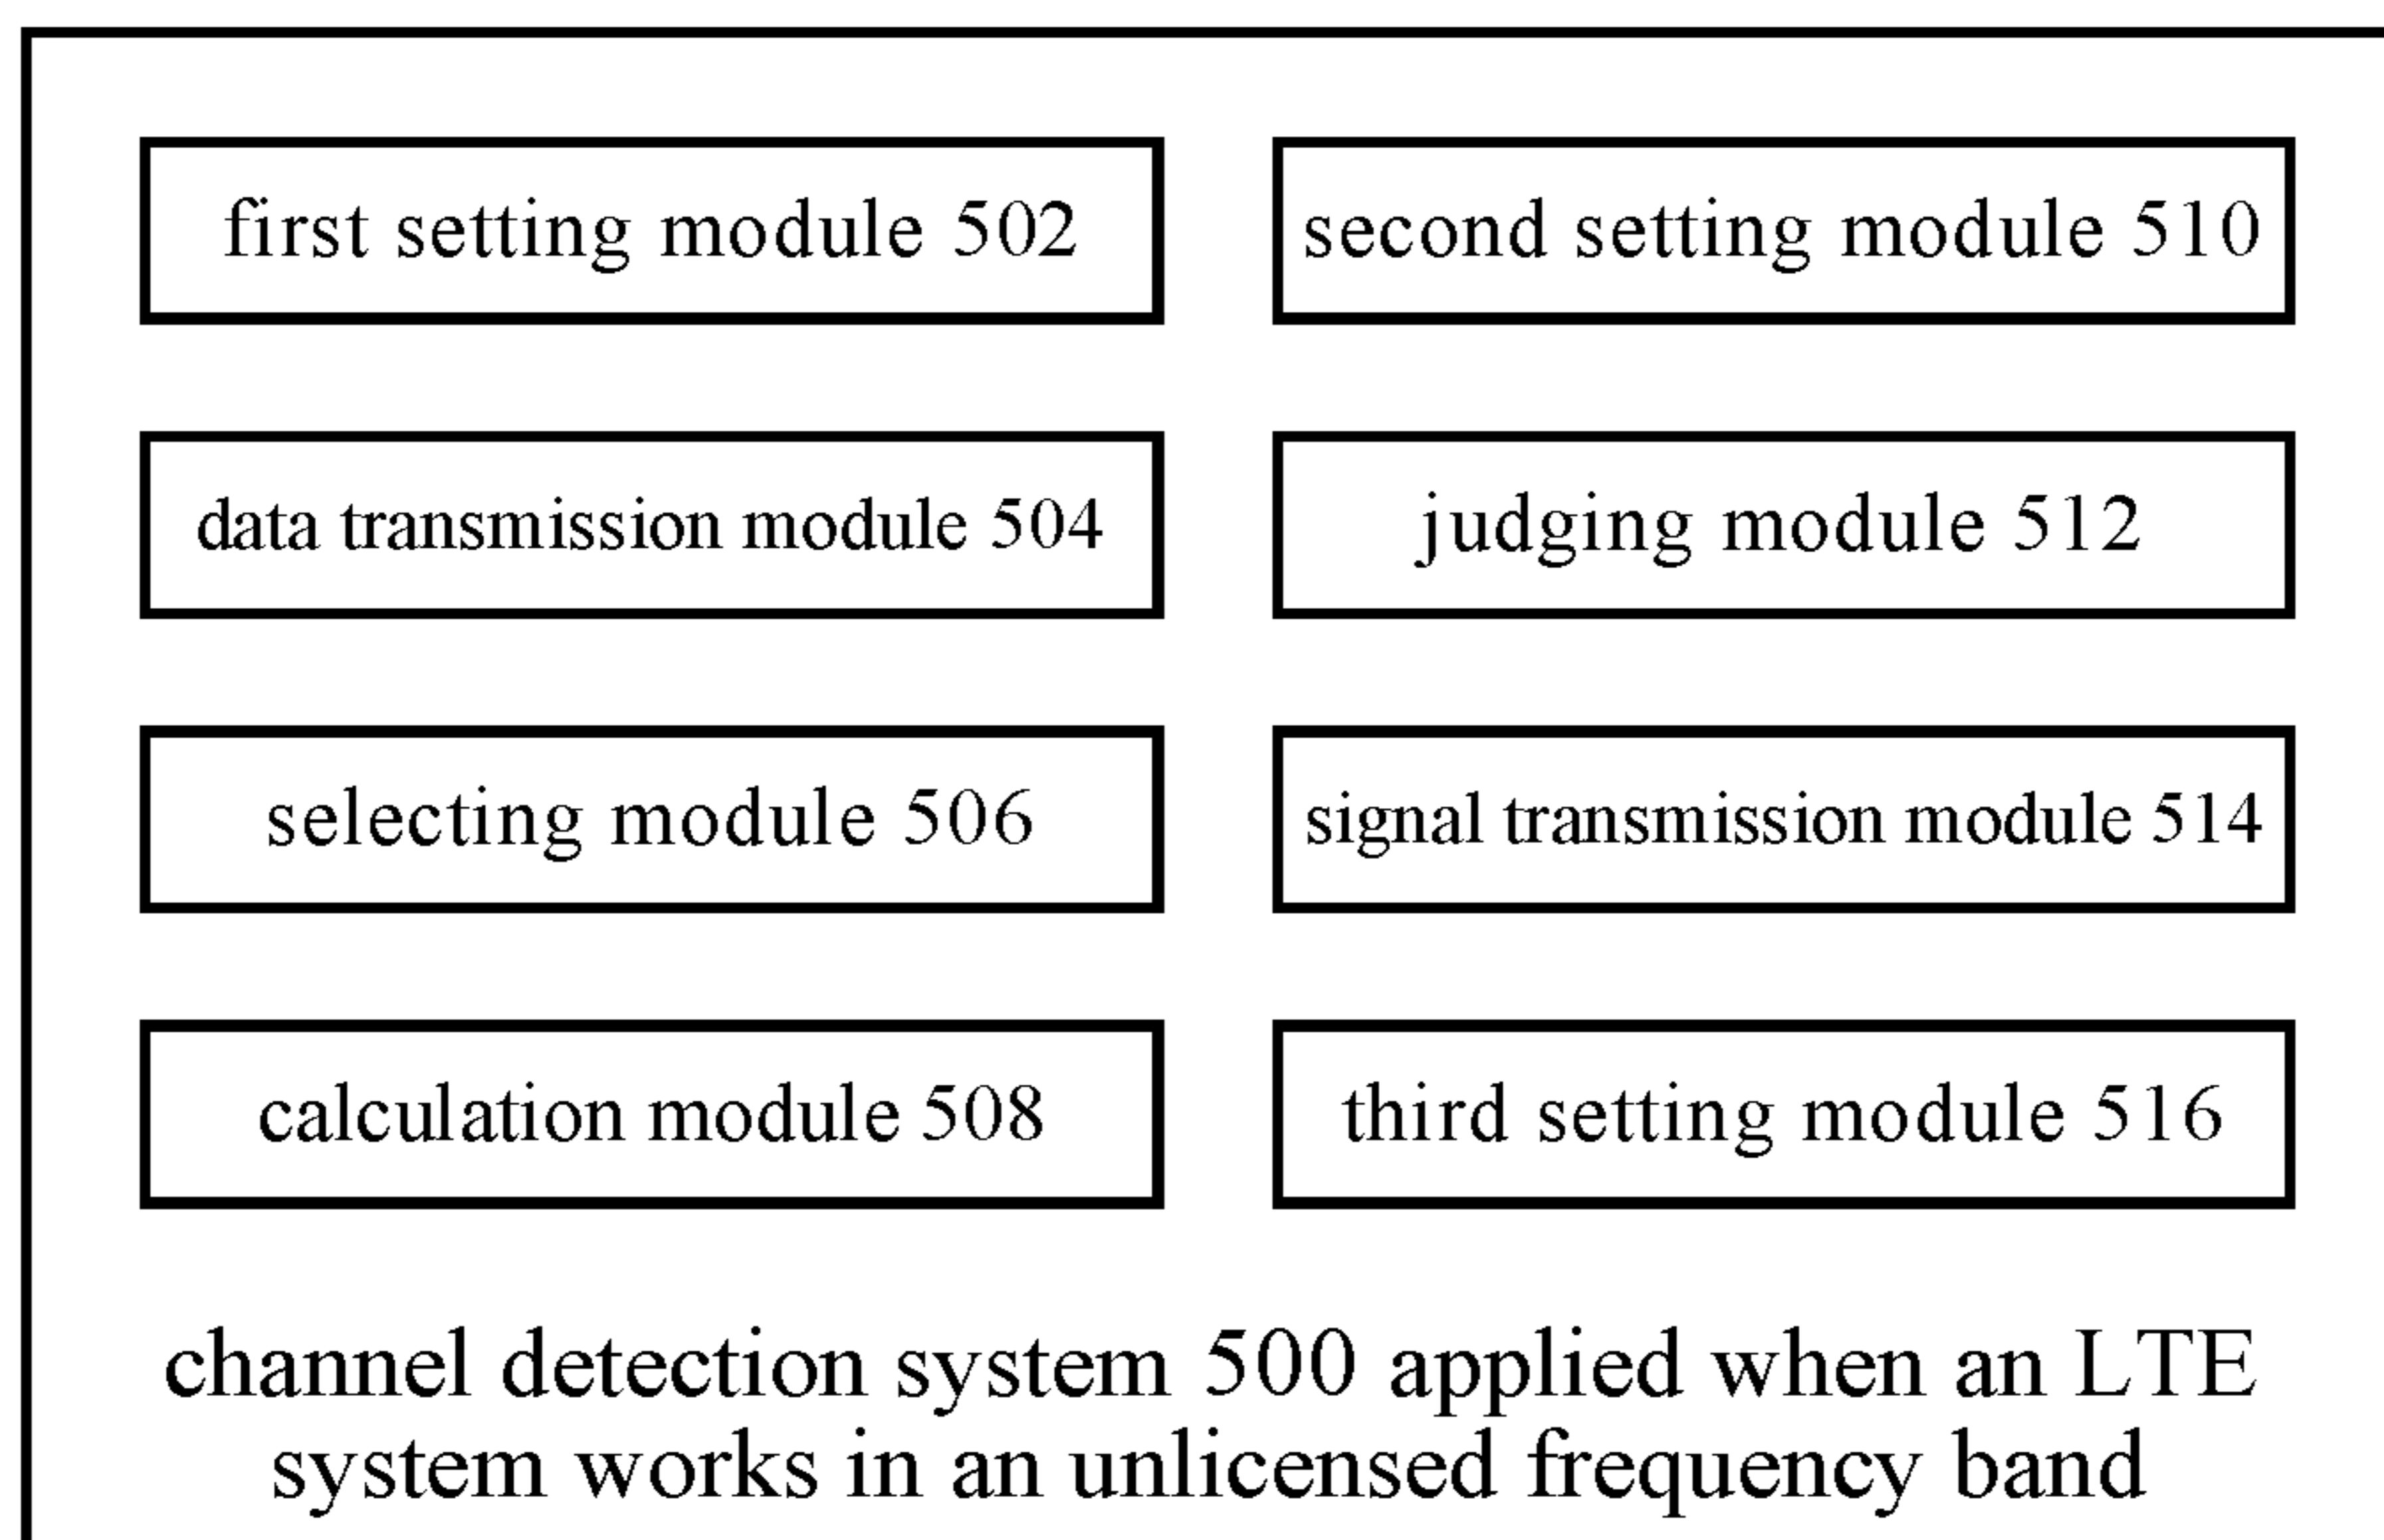 first setting module 502
second setting module 510
data transmission module 504
judging module 512
selecting module 506
signal transmission module 514
calculation module 508
third setting module 516
channel detection system 500 applied when an LTE
system works in an unlicensed frequency band